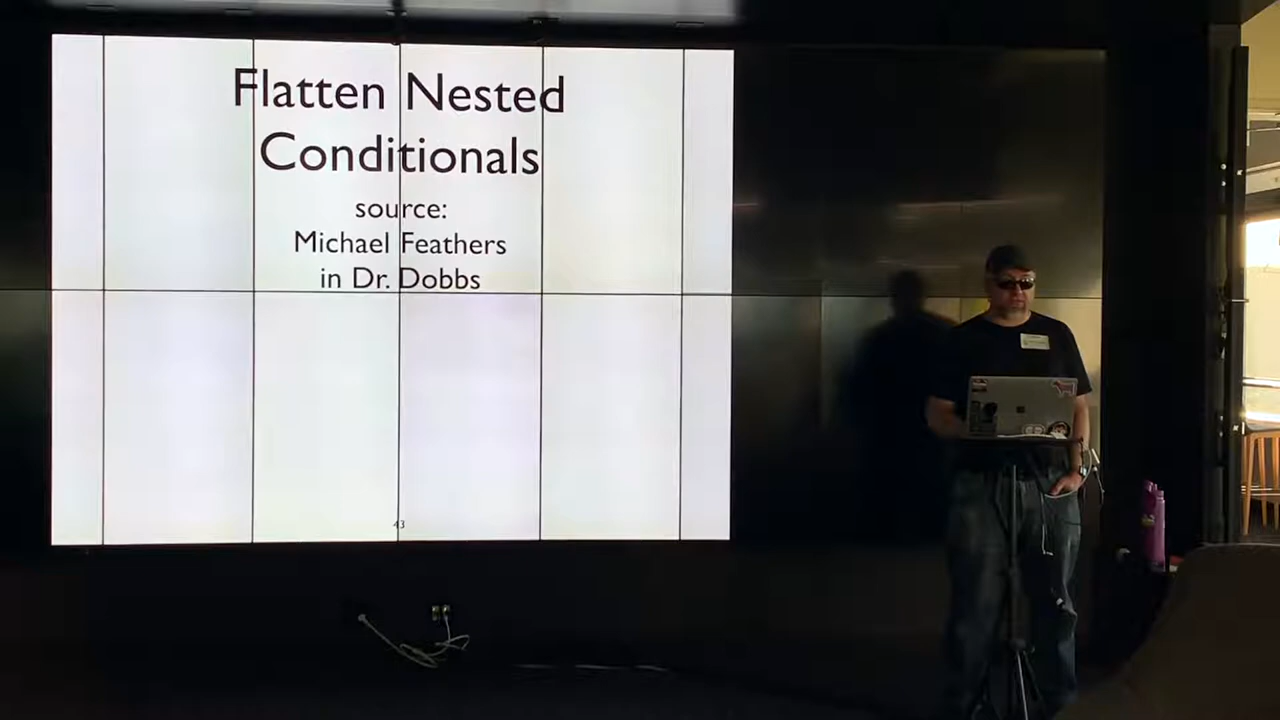 Flatten Nested
Conditionals
source:
Michael Feathers
in Dr. Dobbs
43